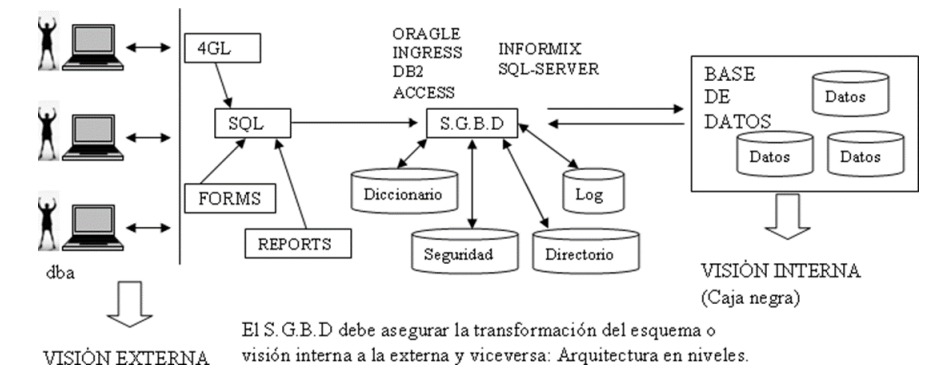 ORAGLE
INGRESS
DB2
ACCESS
INFORMIX
SQL-SERVER
4GL
SQL
FORMS
REPORTS
S.G.B.D
Diccionario
Log
Seguridad
Directorio
BASE
DE
DATOS
Datos
Datos
Datos
dba
VISIÓN EXTERNA
VISIÓN INTERNA
(Caja negra)
El S.G.B.D debe asegurar la transformación del esquema o
visión interna a la externa y viceversa: Arquitectura en niveles.